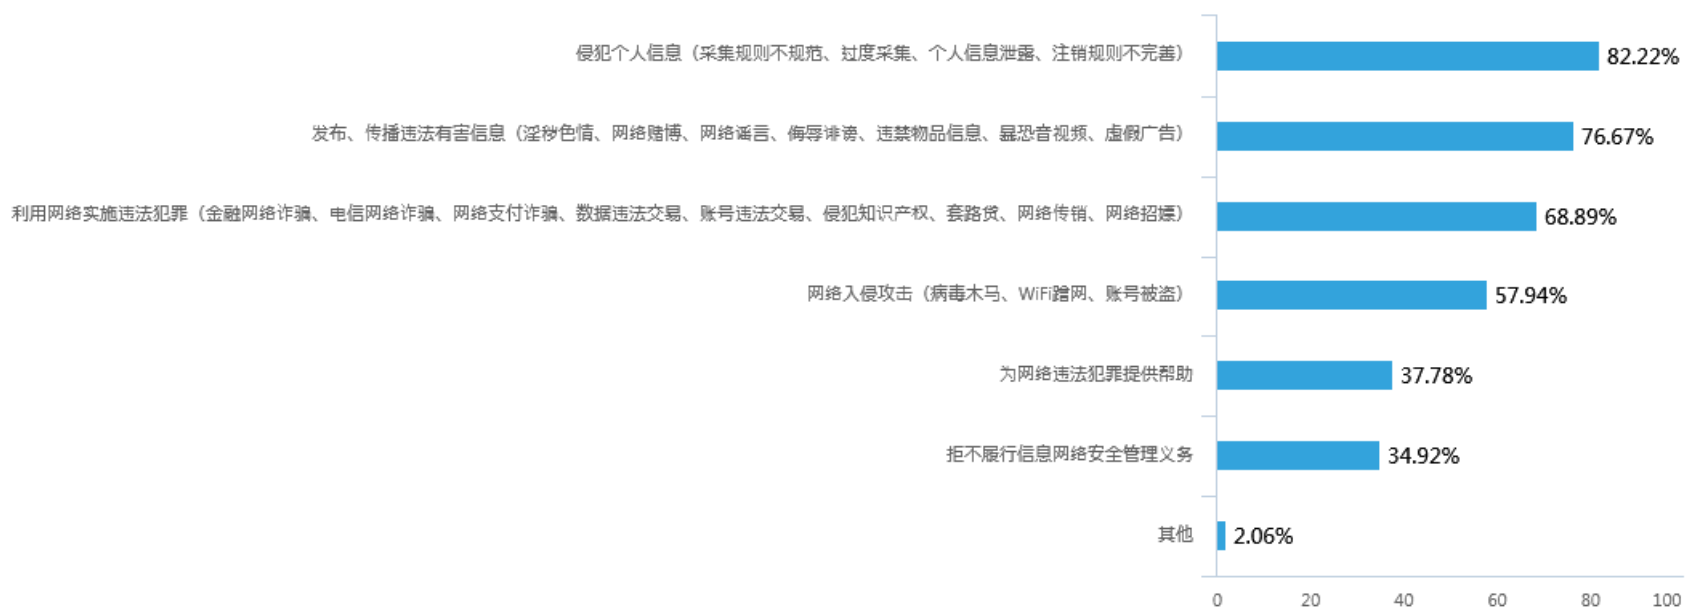 侵犯个人信息（采集规则不规范、过度采集、个人信息泄露、注销规则不完善） 82.22%
发布、传播违法有害信息（淫秽色情、网络赌博、网络谣言、侮辱诽谤、违禁物品信息、暴恐音视频、虚假广告） 76.67%
利用网络实施违法犯罪（金融网络诈骗、电信网络诈骗、网络支付诈骗、数据违法交易、账号违法交易、侵犯知识产权、套路贷、网络传销、网络招嫖） 68.89%
网络入侵攻击（病毒木马、WiFi蹭网、账号被盗） 57.94%
为网络违法犯罪提供帮助 37.78%
拒不履行信息网络安全管理义务 34.92%
其他 2.06%
0 20 40 60 80 100